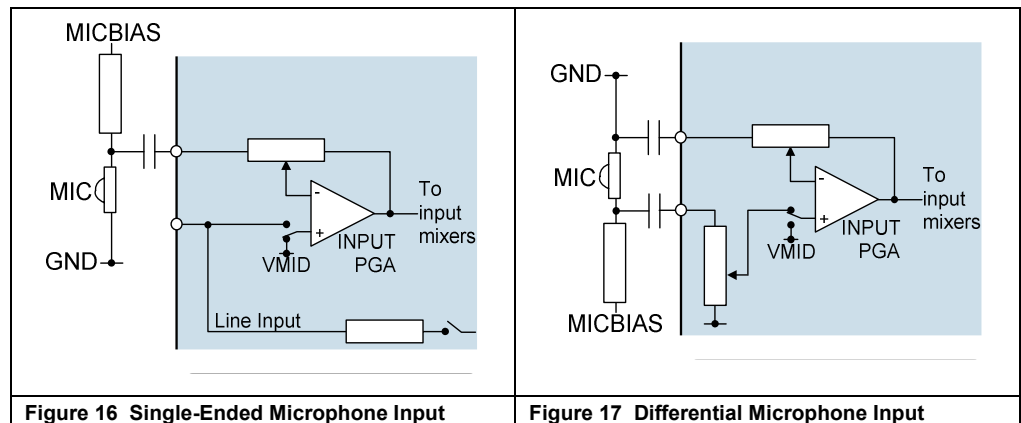 MICBIAS
MIC
GND
-
+
VMID
INPUT
PGA
To
input
mixers
Line Input
Figure 16 Single-Ended Microphone Input
GND
MIC
MICBIAS
-
+
VMID
INPUT
PGA
To
input
mixers
Figure 17 Differential Microphone Input